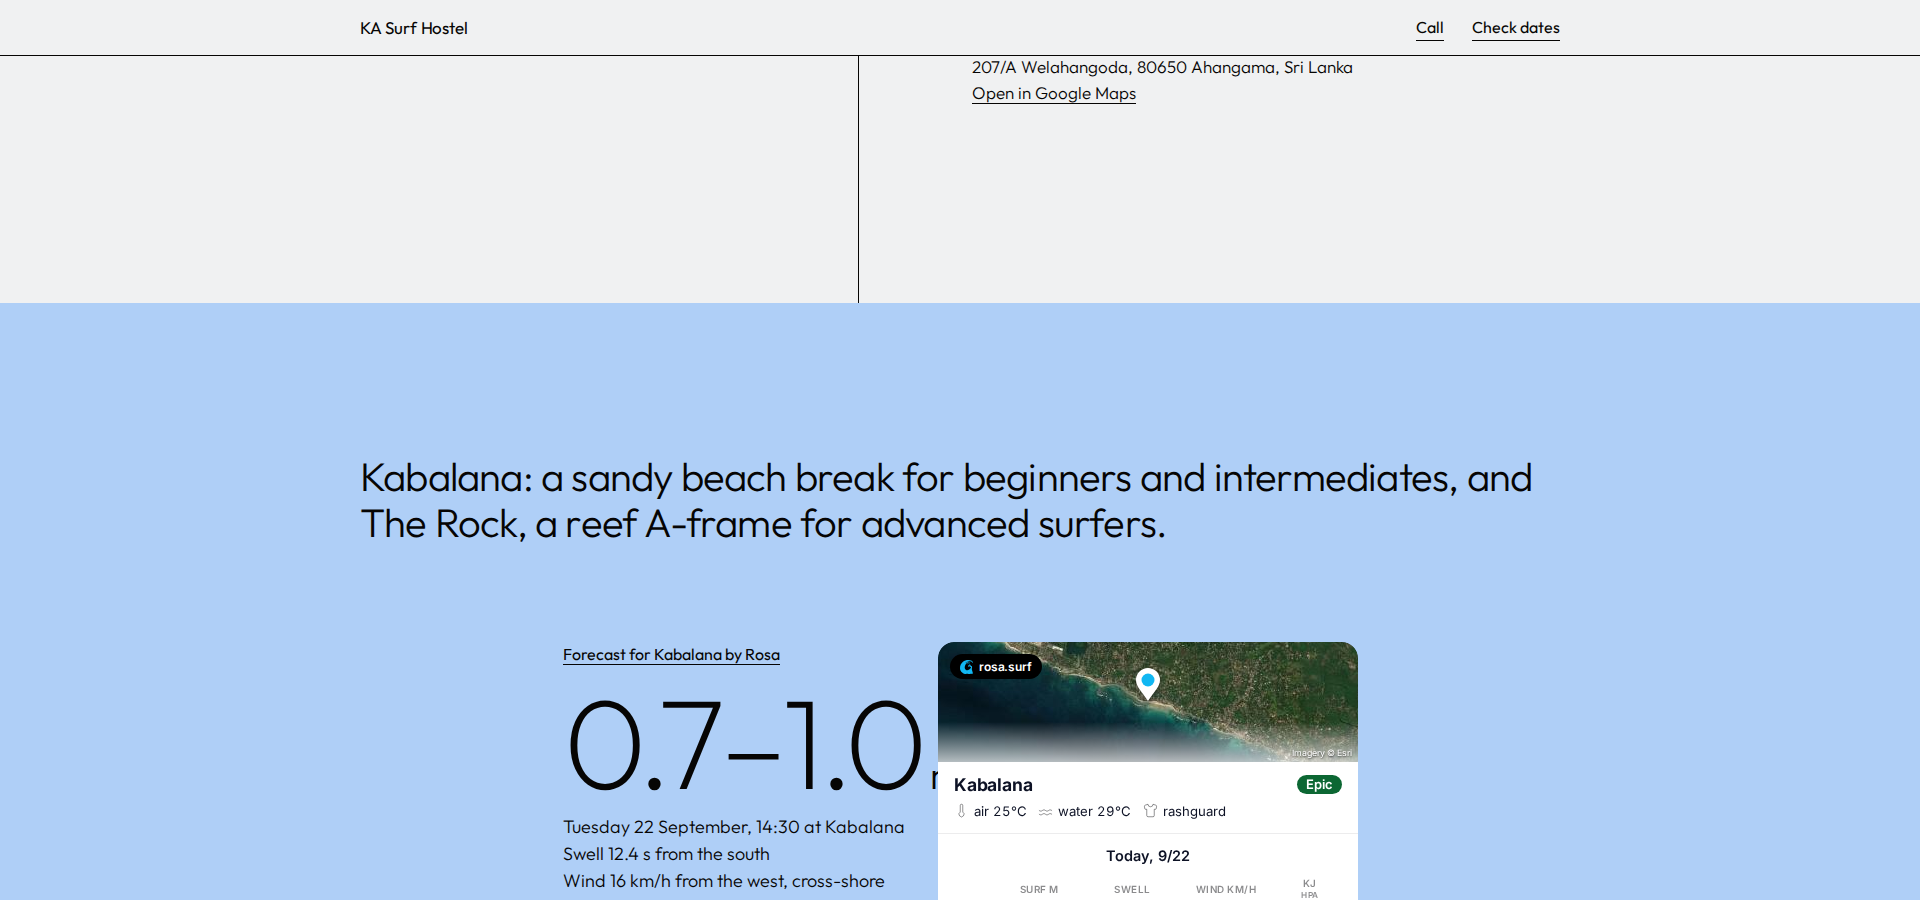 KA Surf Hostel
Call
Check dates
207/A Welahangoda, 80650 Ahangama, Sri Lanka
Open in Google Maps
Kabalana: a sandy beach break for beginners and intermediates, and
The Rock, a reef A-frame for advanced surfers.
Forecast for Kabalana by Rosa
0.7–1.0
Tuesday 22 September, 14:30 at Kabalana
Swell 12.4 s from the south
Wind 16 km/h from the west, cross-shore
rosa.surf
Imagery © Esri
Kabalana
Epic
air 25°C water 29°C rashguard
Today, 9/22
SURF M SWELL WIND KM/H KJ
HPA